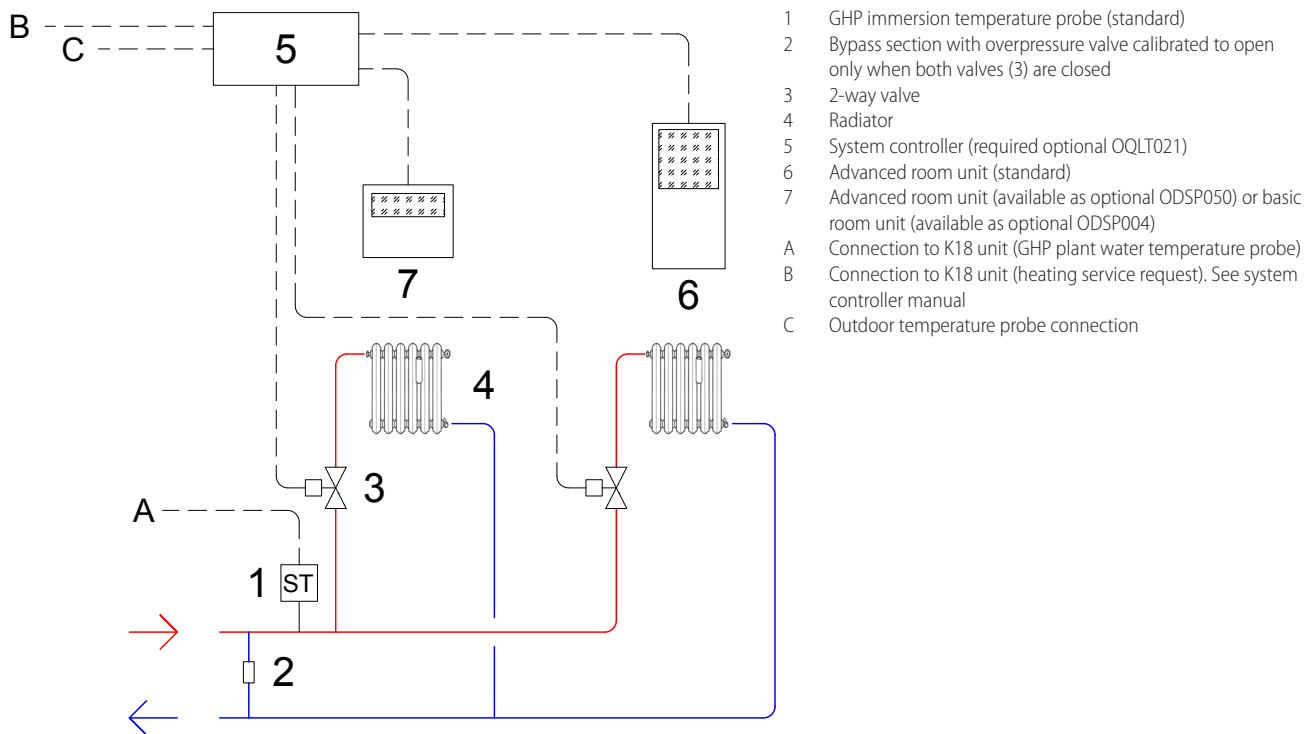 B
C
5
7
6
4
3
A
1
ST
2
1 GHP immersion temperature probe (standard)
2 Bypass section with overpressure valve calibrated to open
only when both valves (3) are closed
3 2-way valve
4 Radiator
5 System controller (required optional OQLT021)
6 Advanced room unit (standard)
7 Advanced room unit (available as optional ODSP050) or basic
room unit (available as optional ODSP004)
A Connection to K18 unit (GHP plant water temperature probe)
B Connection to K18 unit (heating service request). See system
controller manual
C Outdoor temperature probe connection